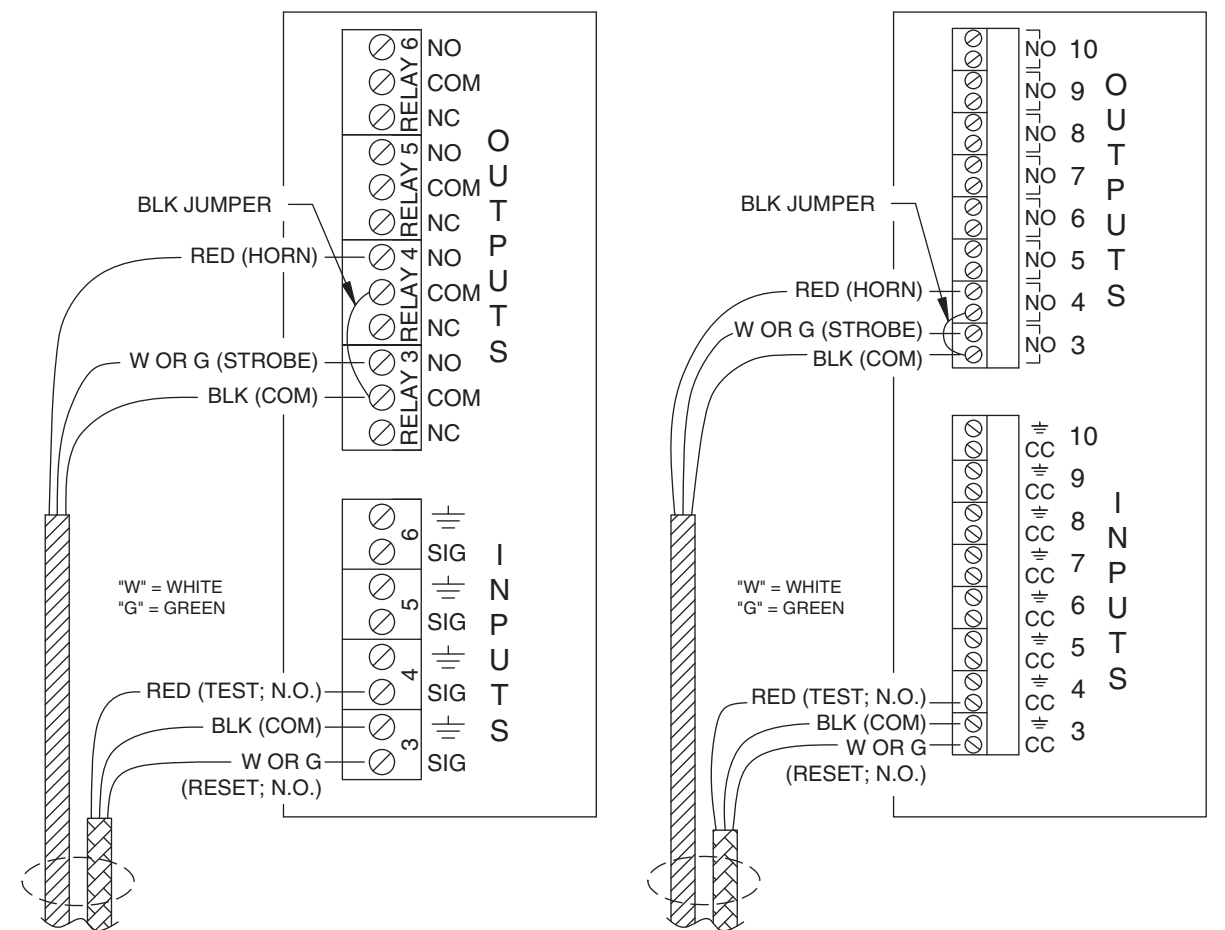 RELAY 6
NO
COM
NC
RELAY 5
NO
COM
NC
RELAY 4
NO
COM
NC
RELAY 3
NO
COM
NC
OUTPUTS
BLK JUMPER
RED (HORN)
W OR G (STROBE)
BLK (COM)
6
SIG
5
SIG
4
SIG
3
SIG
INPUTS
"W" = WHITE
"G" = GREEN
RED (TEST; N.O.)
BLK (COM)
W OR G
(RESET; N.O.)
NO 10
NO 9
NO 8
NO 7
NO 6
NO 5
NO 4
NO 3
OUTPUTS
BLK JUMPER
RED (HORN)
W OR G (STROBE)
BLK (COM)
10
CC
9
CC
8
CC
7
CC
6
CC
5
CC
4
CC
3
CC
INPUTS
"W" = WHITE
"G" = GREEN
RED (TEST; N.O.)
BLK (COM)
W OR G
(RESET; N.O.)